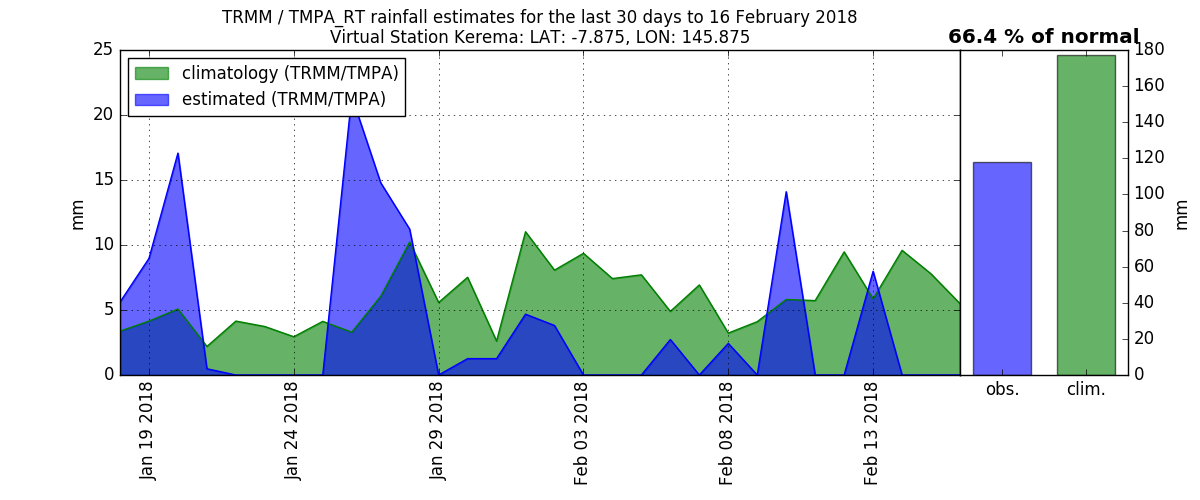 TRMM / TMPA_RT rainfall estimates for the last 30 days to 16 February 2018
Virtual Station Kerema: LAT: -7.875, LON: 145.875
66.4 % of normal
climatology (TRMM/TMPA)
estimated (TRMM/TMPA)
25
20
15
10
5
0
mm
Jan 19 2018
Jan 24 2018
Jan 29 2018
Feb 03 2018
Feb 08 2018
Feb 13 2018
obs.
clim.
180
160
140
120
100
80
60
40
20
0
mm